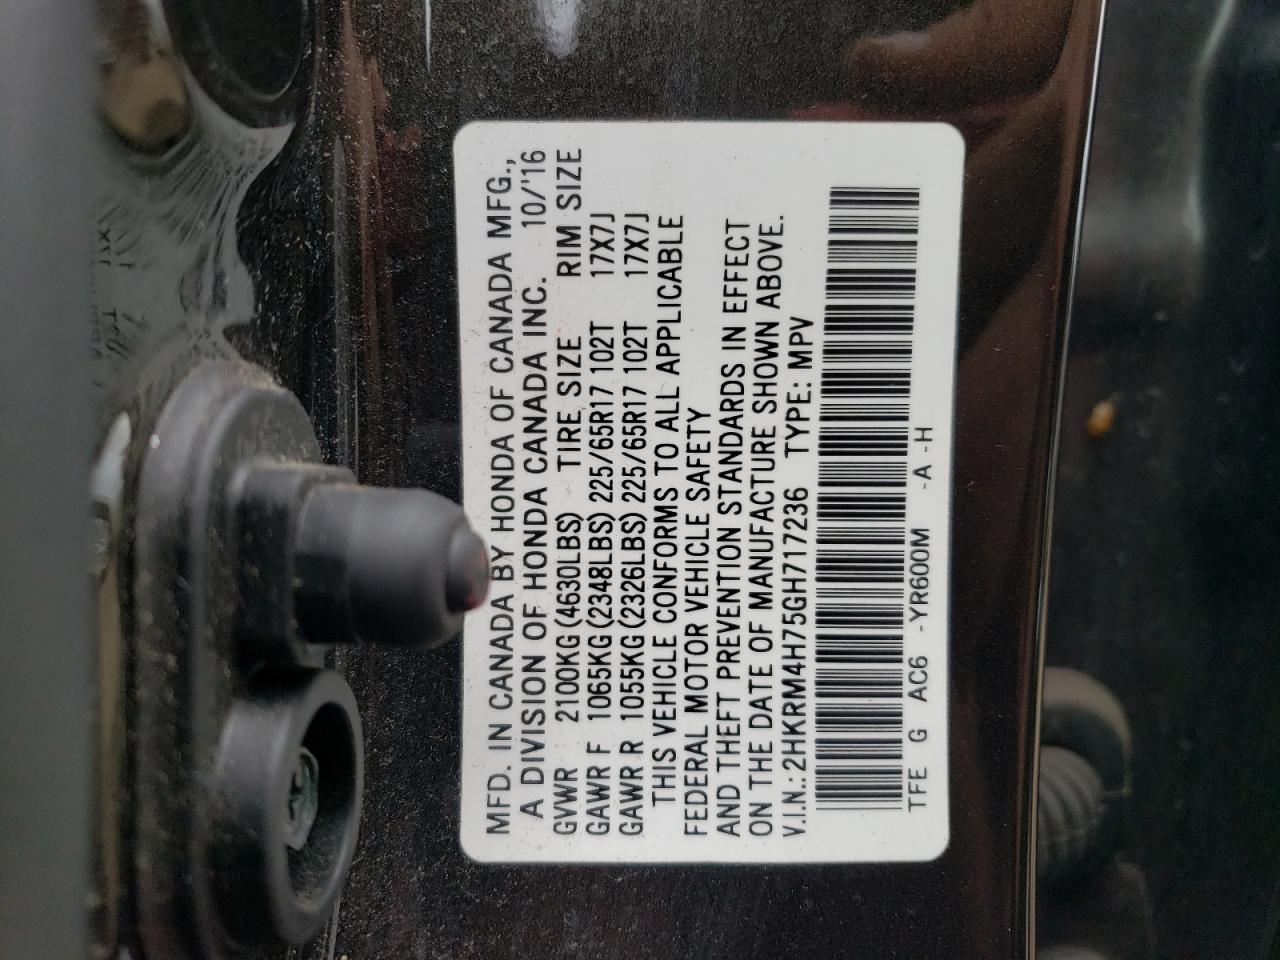 MFD. IN CANADA BY HONDA OF CANADA MFG.,
A DIVISION OF HONDA CANADA INC. 10/'16
GVWR 2100KG (4630LBS) TIRE SIZE RIM SIZE
GAWR F 1065KG (2348LBS) 225/65R17 102T 17X7J
GAWR R 1055KG (2326LBS) 225/65R17 102T 17X7J
THIS VEHICLE CONFORMS TO ALL APPLICABLE
FEDERAL MOTOR VEHICLE SAFETY
AND THEFT PREVENTION STANDARDS IN EFFECT
ON THE DATE OF MANUFACTURE SHOWN ABOVE.
V.I.N.: 2HKRM4H75GH717236 TYPE: MPV
TFE G AC6 -YR600M -A -H